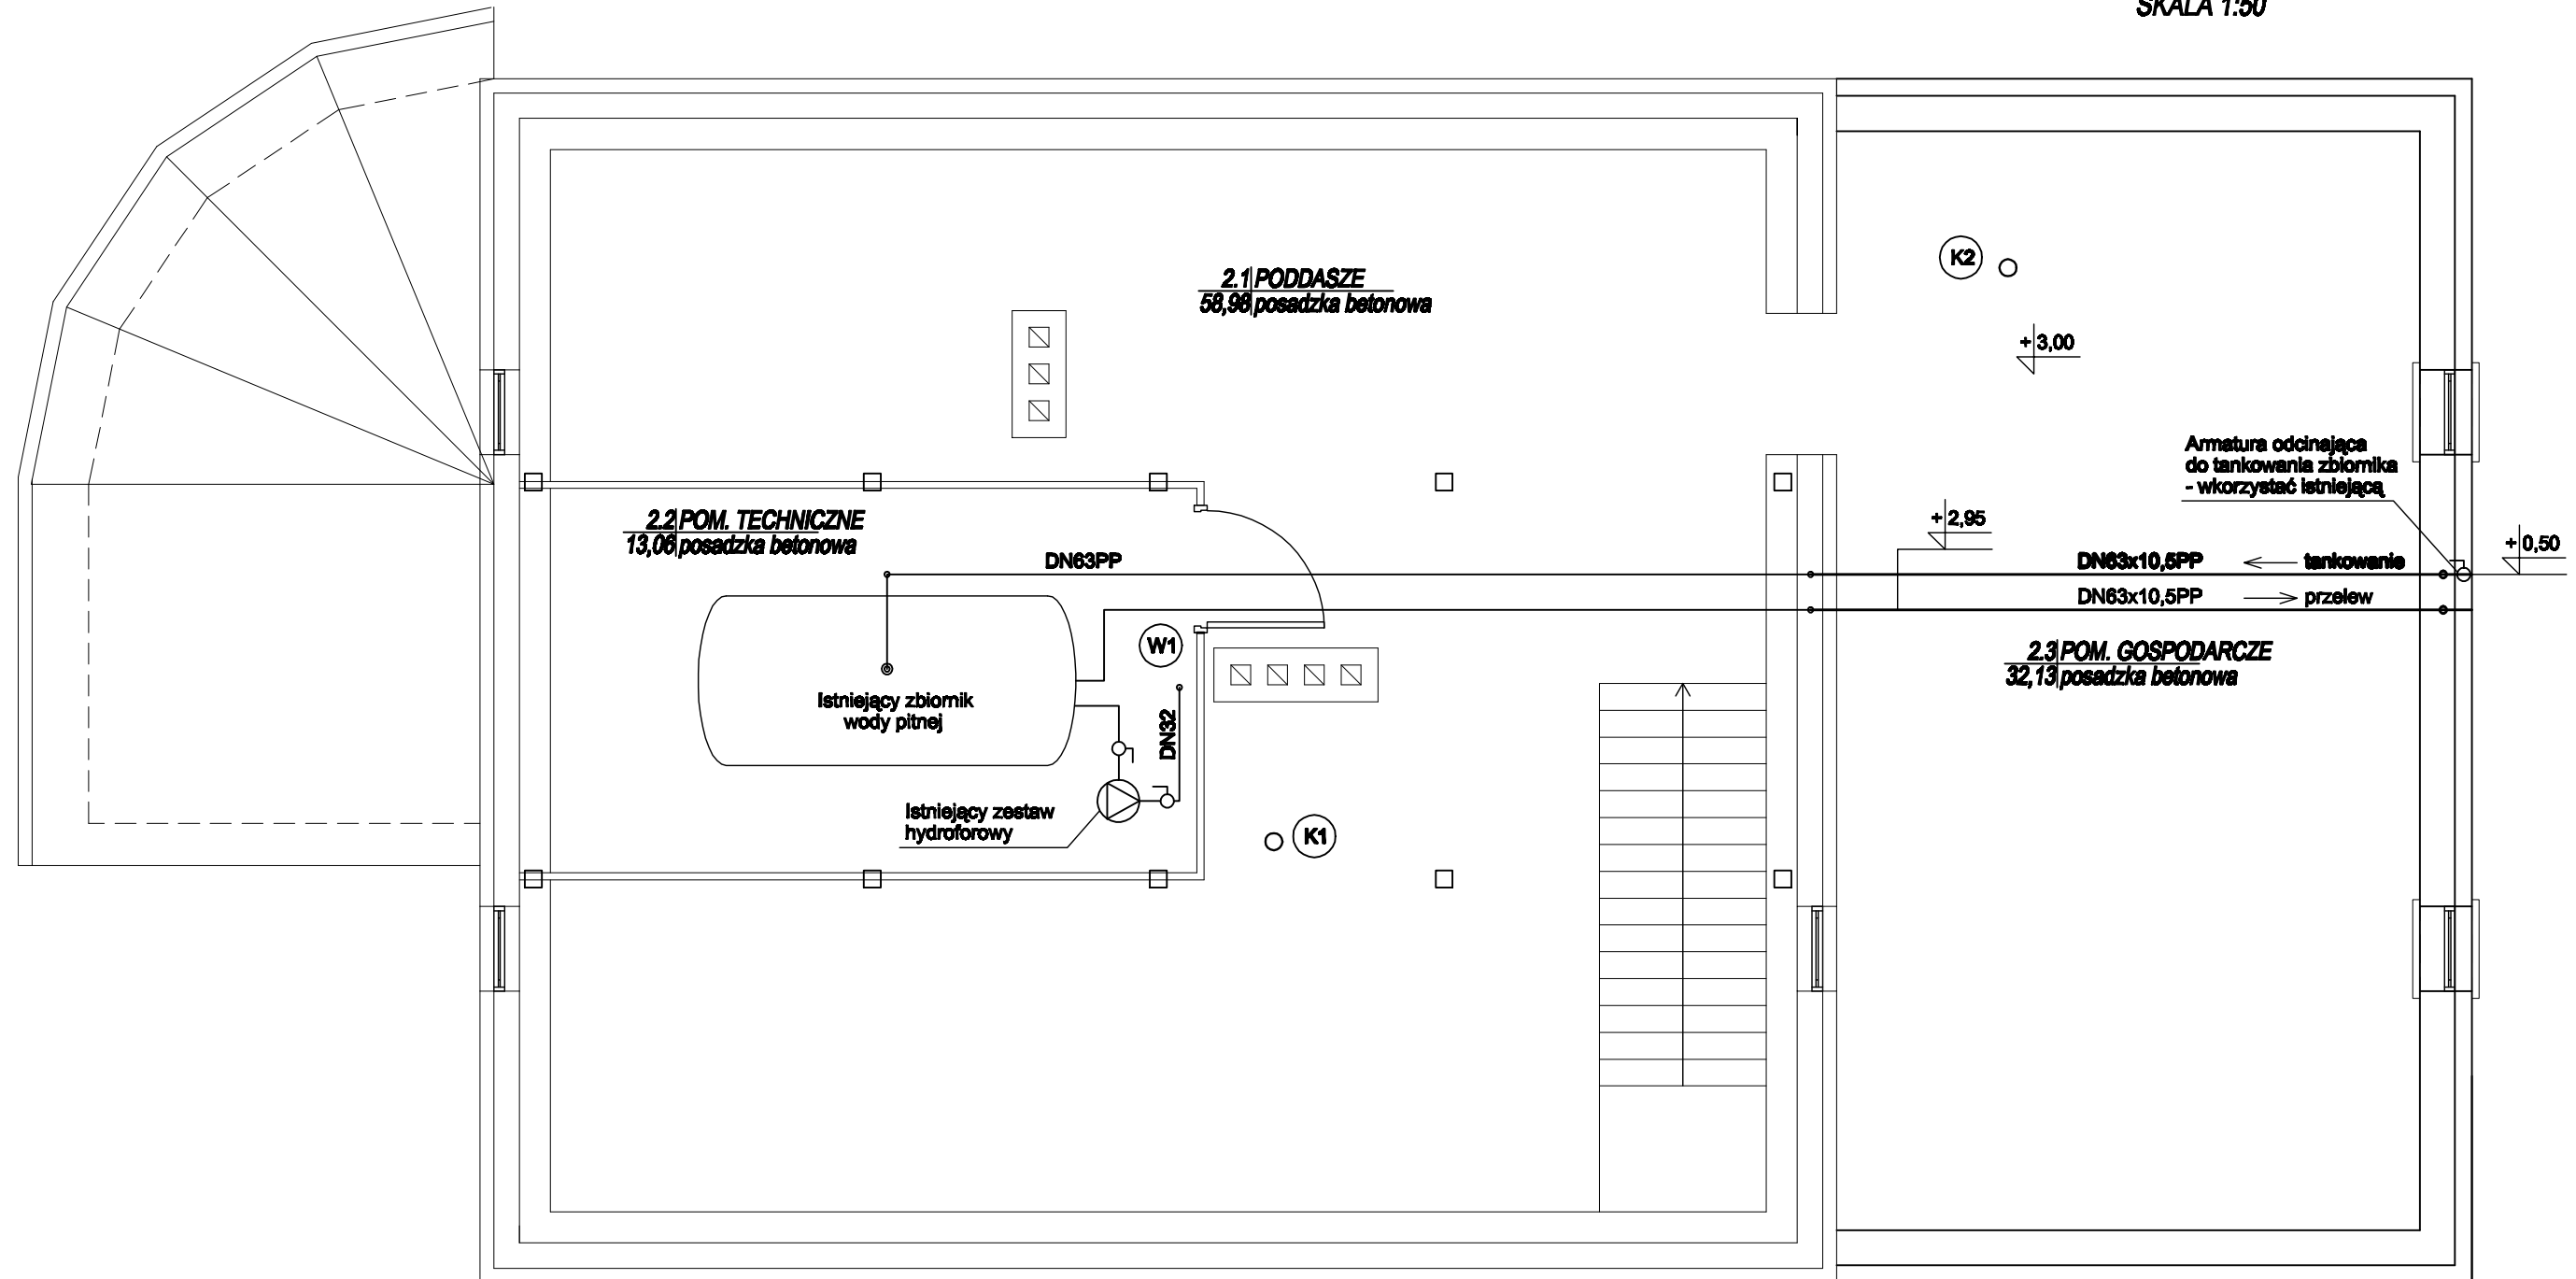 SKALA 1:50
2.1 PODDASZE
58,98 posadzka betonowa
K2
+ 3,00
Armatura odcinająca
do tankowania zbiornika
- wkorzystać istniejącą
2.2 POM. TECHNICZNE
13,06 posadzka betonowa
+ 2,95
+ 0,50
DN63PP
DN63x10,5PP
tankowanie
DN63x10,5PP
przelew
W1
2.3 POM. GOSPODARCZE
32,13 posadzka betonowa
Istniejący zbiornik
wody pitnej
DN32
Istniejący zestaw
hydroforowy
K1